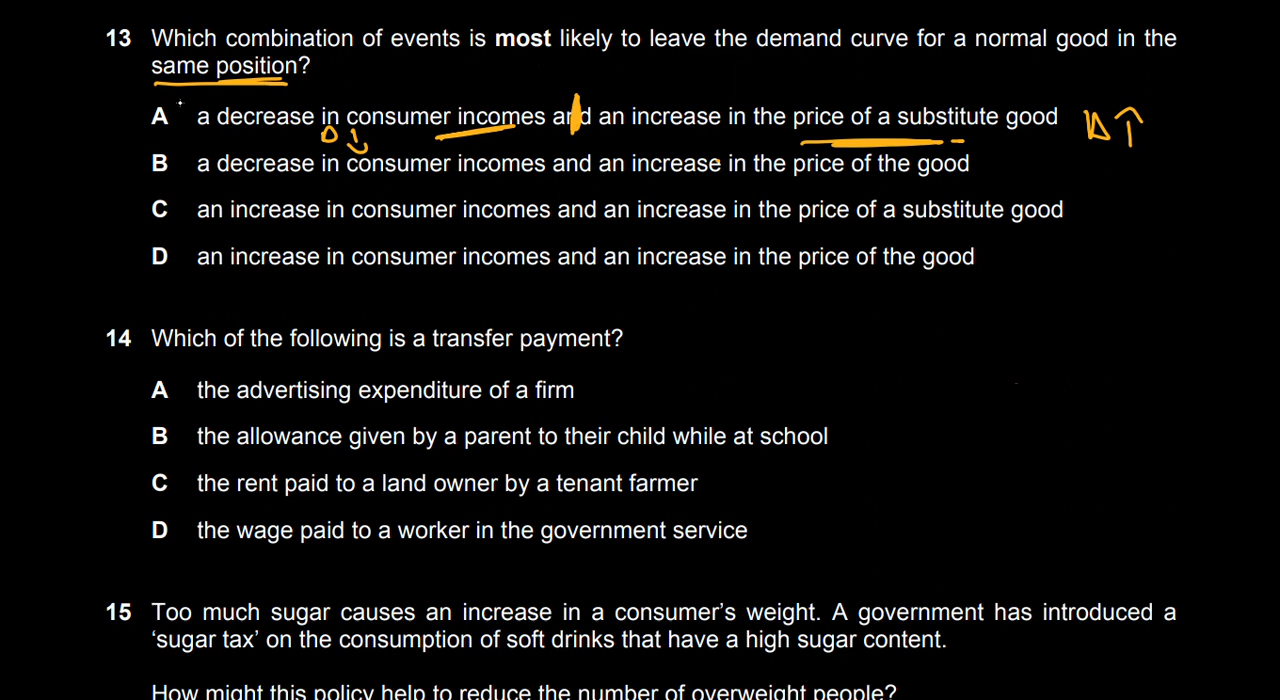 13 Which combination of events is most likely to leave the demand curve for a normal good in the
same position?
A a decrease in consumer incomes and an increase in the price of a substitute good
B a decrease in consumer incomes and an increase in the price of the good
C an increase in consumer incomes and an increase in the price of a substitute good
D an increase in consumer incomes and an increase in the price of the good
14 Which of the following is a transfer payment?
A the advertising expenditure of a firm
B the allowance given by a parent to their child while at school
C the rent paid to a land owner by a tenant farmer
D the wage paid to a worker in the government service
15 Too much sugar causes an increase in a consumer’s weight. A government has introduced a
‘sugar tax’ on the consumption of soft drinks that have a high sugar content.
How might this policy help to reduce the number of overweight people?